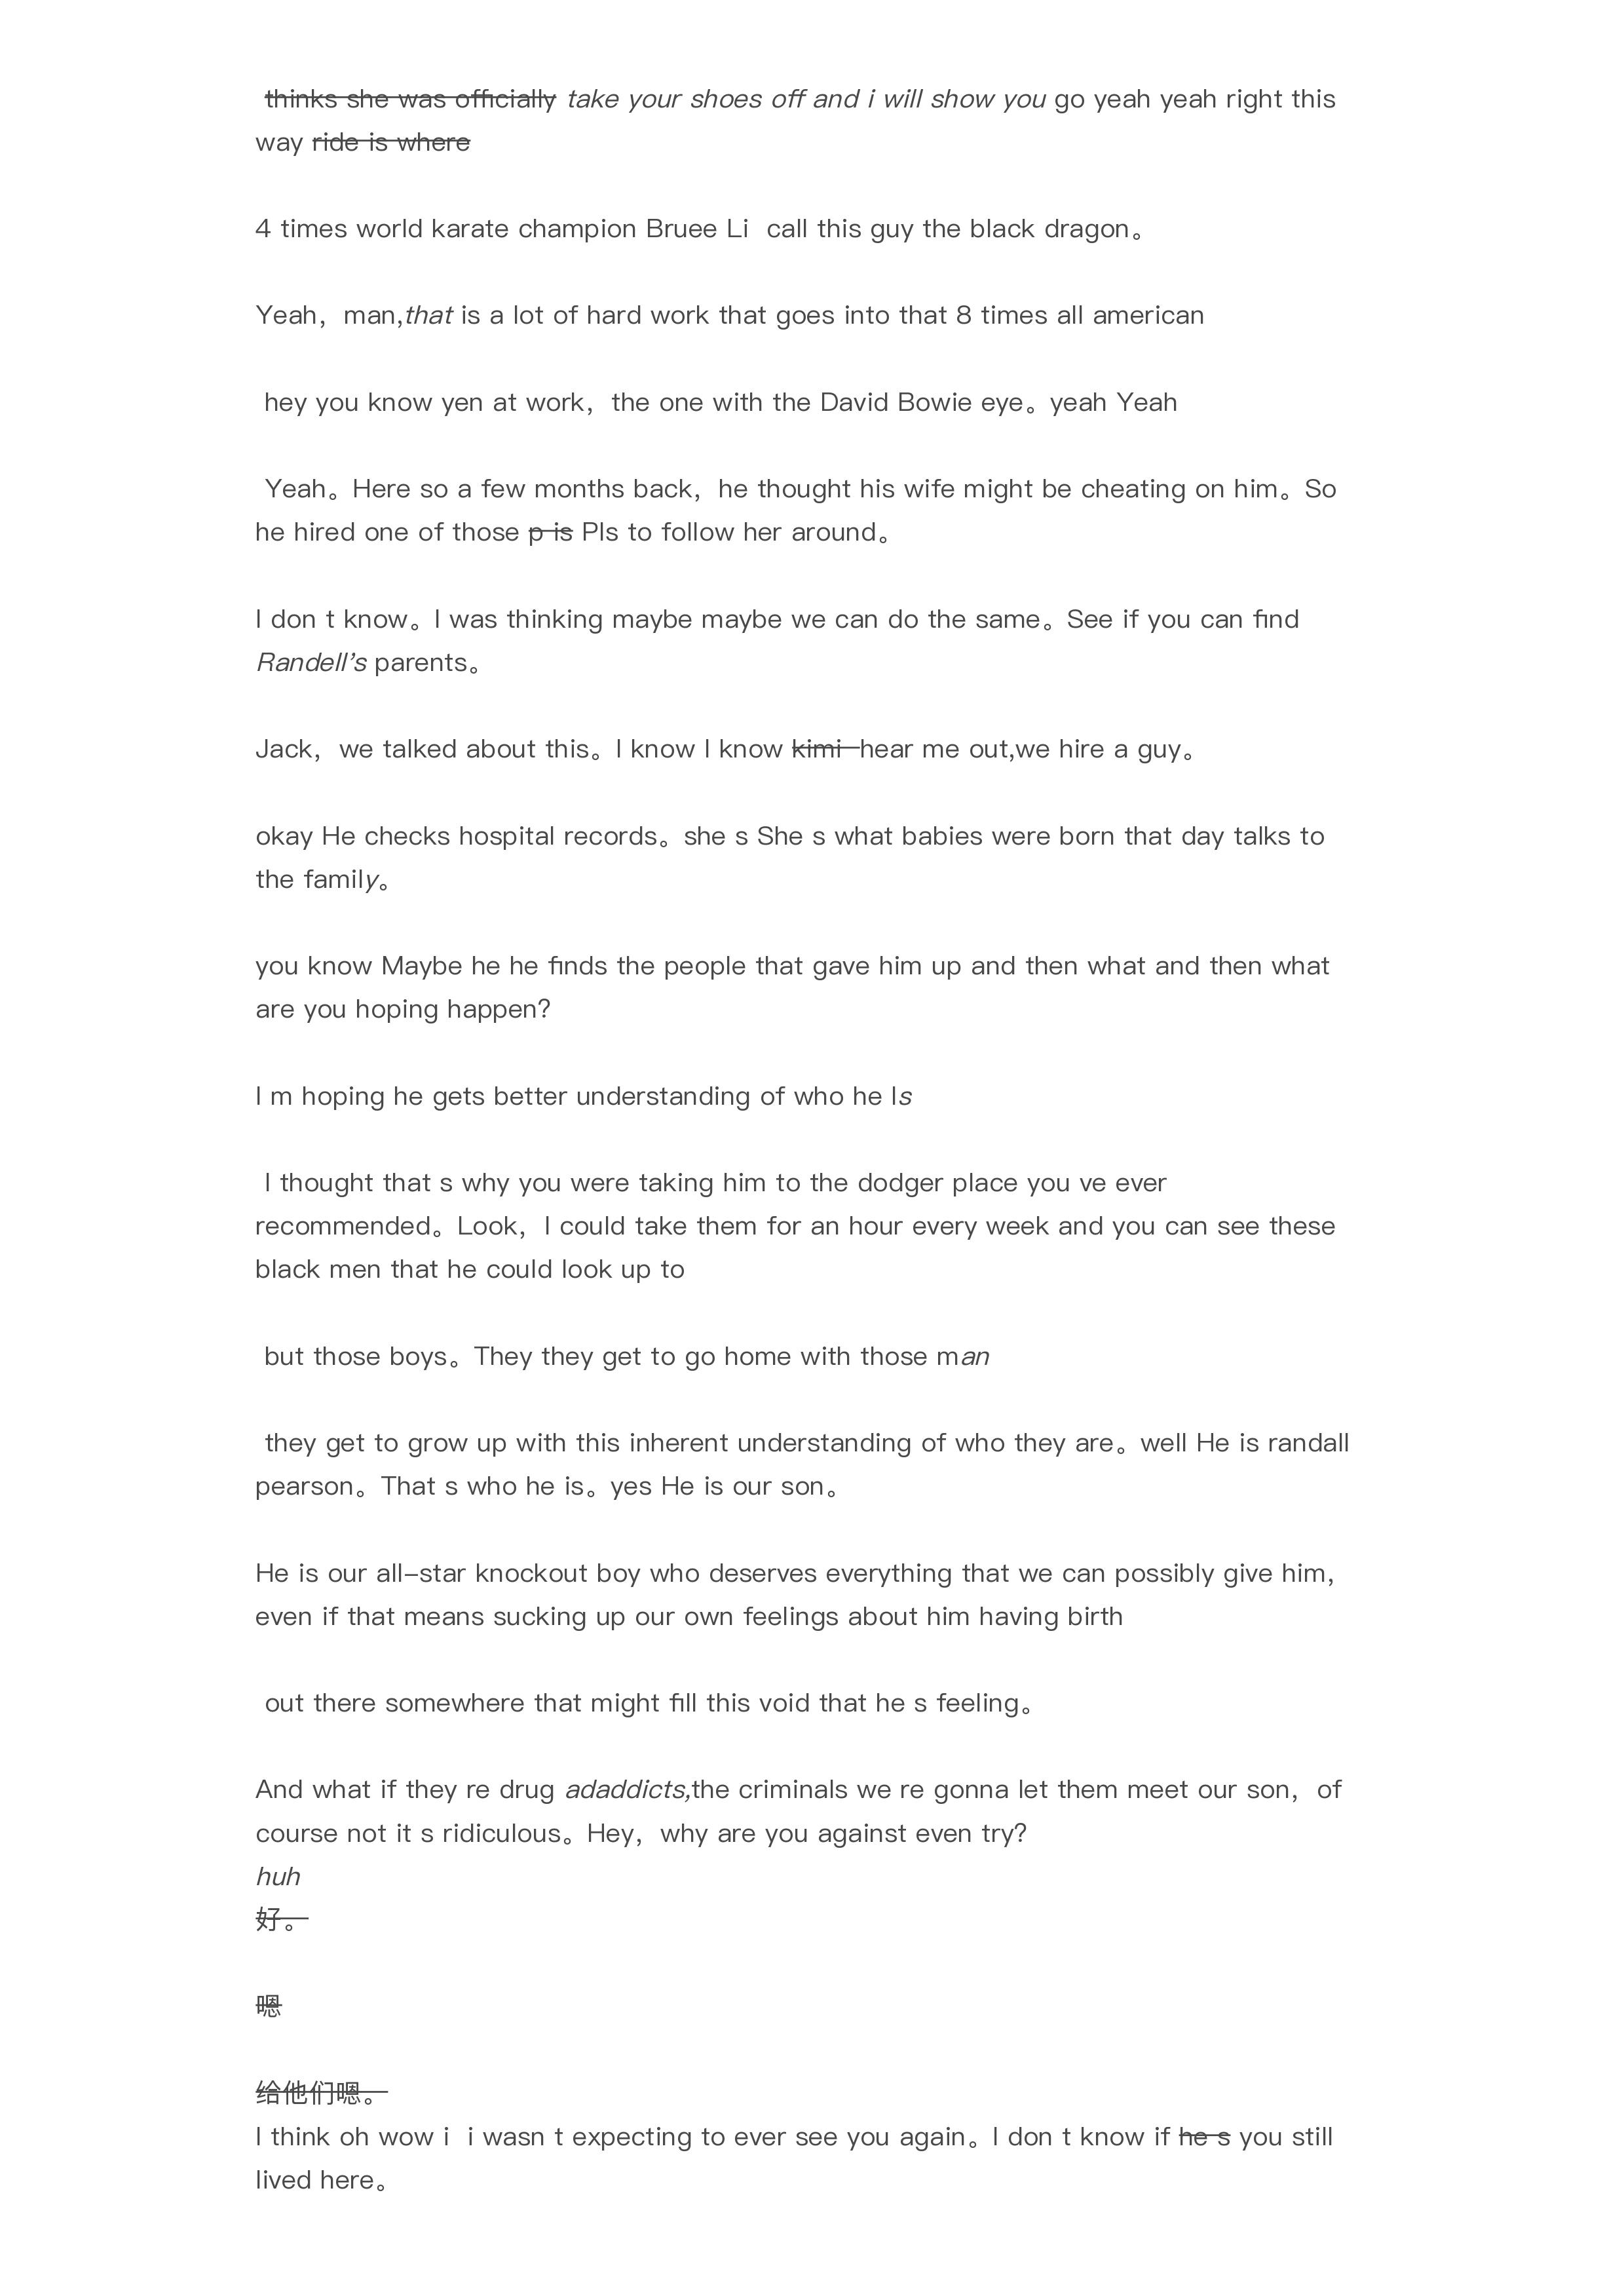 thinks she was officially take your shoes off and i will show you go yeah yeah right this
way ride is where
4 times world karate champion Bruee Li  call this guy the black dragon。
Yeah，man,that is a lot of hard work that goes into that 8 times all american
hey you know yen at work，the one with the David Bowie eye。yeah Yeah
Yeah。Here so a few months back，he thought his wife might be cheating on him。So
he hired one of those p is PIs to follow her around。
I don t know。I was thinking maybe maybe we can do the same。See if you can find
Randell’s parents。
Jack，we talked about this。I know I know kimi hear me out,we hire a guy。
okay He checks hospital records。she s She s what babies were born that day talks to
the family。
you know Maybe he he finds the people that gave him up and then what and then what
are you hoping happen?
I m hoping he gets better understanding of who he Is
I thought that s why you were taking him to the dodger place you ve ever
recommended。Look，I could take them for an hour every week and you can see these
black men that he could look up to
but those boys。They they get to go home with those man
they get to grow up with this inherent understanding of who they are。well He is randall
pearson。That s who he is。yes He is our son。
He is our all-star knockout boy who deserves everything that we can possibly give him，
even if that means sucking up our own feelings about him having birth
out there somewhere that might fill this void that he s feeling。
And what if they re drug adaddicts,the criminals we re gonna let them meet our son，of
course not it s ridiculous。Hey，why are you against even try?
huh
好。
嗯
给他们嗯。
I think oh wow i  i wasn t expecting to ever see you again。I don t know if he s you still
lived here。